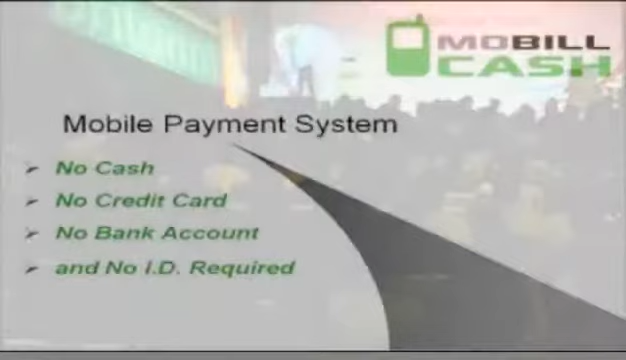 MOBILL
CASH
Mobile Payment System
No Cash
No Credit Card
No Bank Account
and No I.D. Required